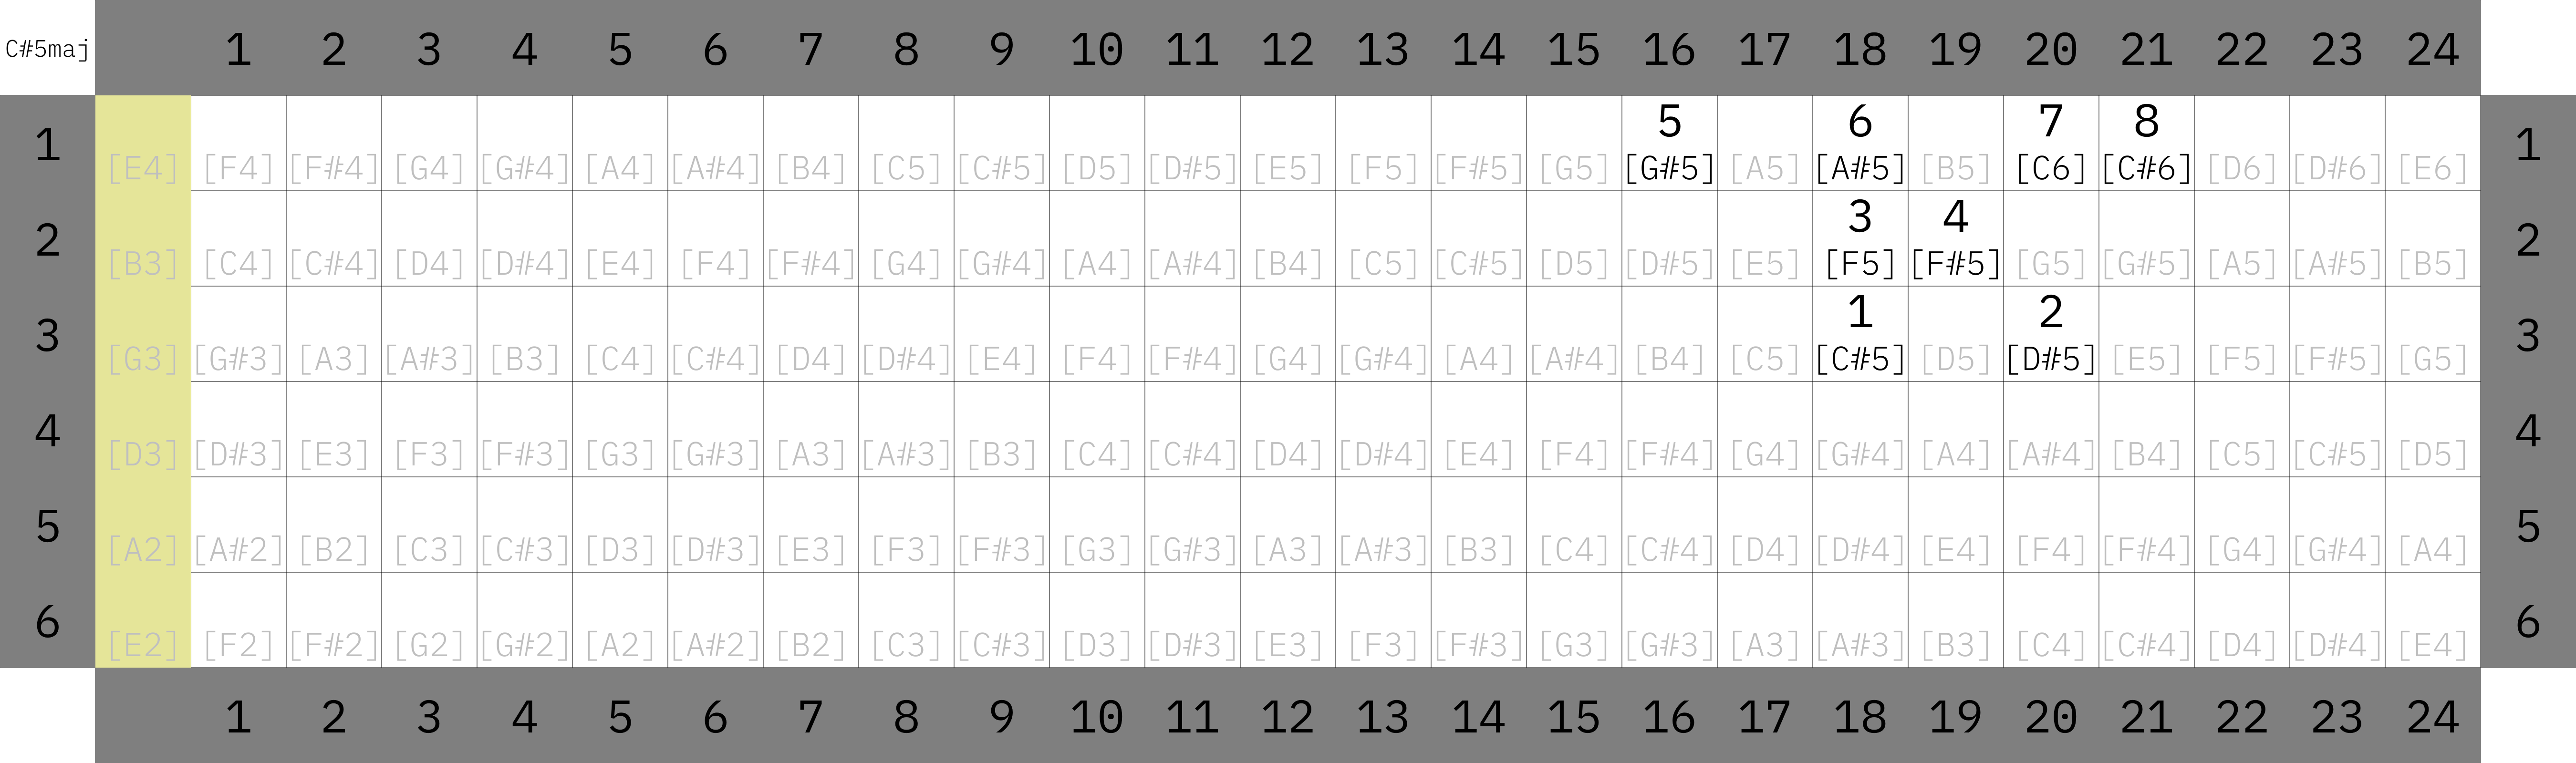 C#5maj 1 2 3 4 5 6 7 8 9 10 11 12 13 14 15 16 17 18 19 20 21 22 23 24
5 6 7 8
1 [E4] [F4] [F#4] [G4] [G#4] [A4] [A#4] [B4] [C5] [C#5] [D5] [D#5] [E5] [F5] [F#5] [G5] [G#5] [A5] [A#5] [B5] [C6] [C#6] [D6] [D#6] [E6] 1
3 4
2 [B3] [C4] [C#4] [D4] [D#4] [E4] [F4] [F#4] [G4] [G#4] [A4] [A#4] [B4] [C5] [C#5] [D5] [D#5] [E5] [F5] [F#5] [G5] [G#5] [A5] [A#5] [B5] 2
1 2
3 [G3] [G#3] [A3] [A#3] [B3] [C4] [C#4] [D4] [D#4] [E4] [F4] [F#4] [G4] [G#4] [A4] [A#4] [B4] [C5] [C#5] [D5] [D#5] [E5] [F5] [F#5] [G5] 3
4 [D3] [D#3] [E3] [F3] [F#3] [G3] [G#3] [A3] [A#3] [B3] [C4] [C#4] [D4] [D#4] [E4] [F4] [F#4] [G4] [G#4] [A4] [A#4] [B4] [C5] [C#5] [D5] 4
5 [A2] [A#2] [B2] [C3] [C#3] [D3] [D#3] [E3] [F3] [F#3] [G3] [G#3] [A3] [A#3] [B3] [C4] [C#4] [D4] [D#4] [E4] [F4] [F#4] [G4] [G#4] [A4] 5
6 [E2] [F2] [F#2] [G2] [G#2] [A2] [A#2] [B2] [C3] [C#3] [D3] [D#3] [E3] [F3] [F#3] [G3] [G#3] [A3] [A#3] [B3] [C4] [C#4] [D4] [D#4] [E4] 6
1 2 3 4 5 6 7 8 9 10 11 12 13 14 15 16 17 18 19 20 21 22 23 24